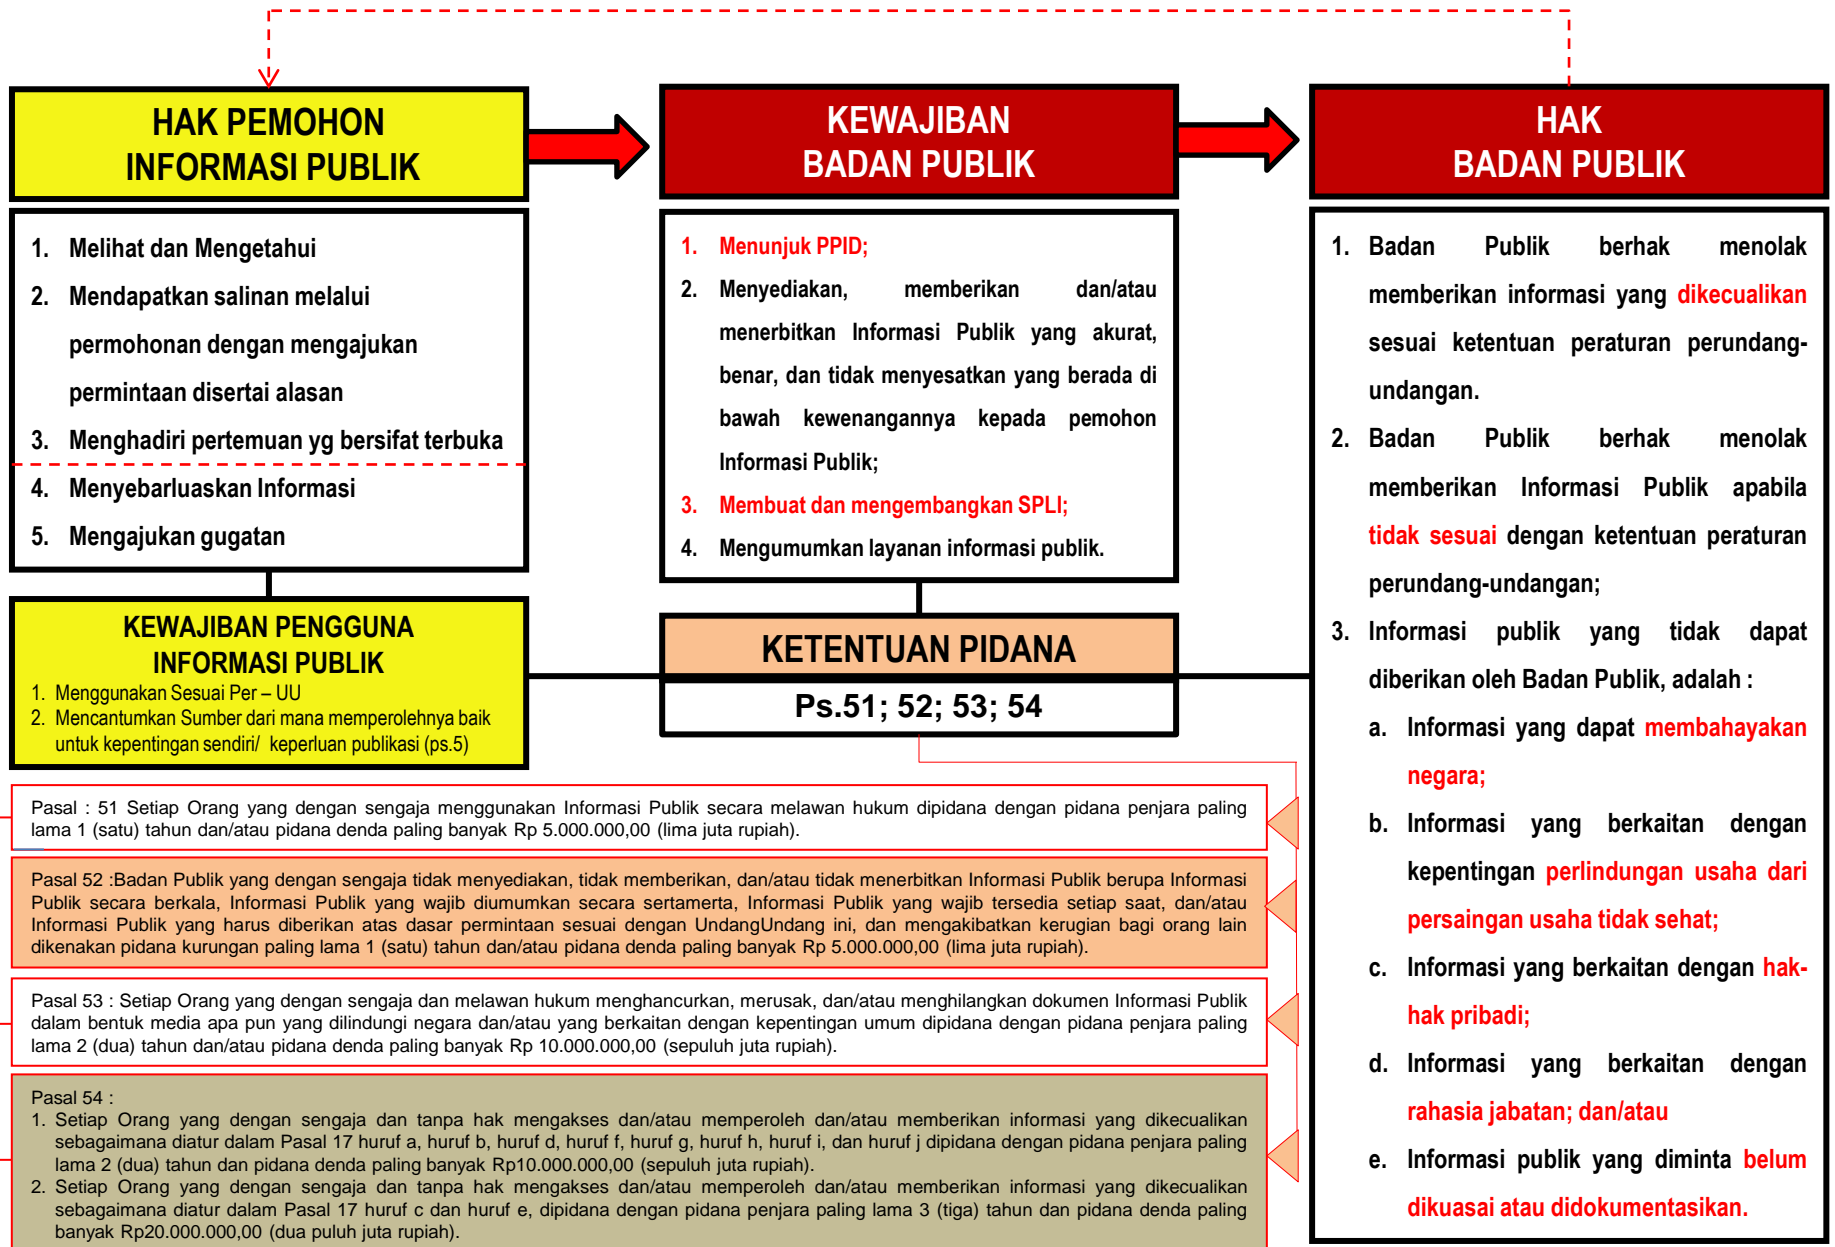 HAK PEMOHON
INFORMASI PUBLIK
1. Melihat dan Mengetahui
2. Mendapatkan salinan melalui
permohonan dengan mengajukan
permintaan disertai alasan
3. Menghadiri pertemuan yg bersifat terbuka
4. Menyebarluaskan Informasi
5. Mengajukan gugatan
KEWAJIBAN PENGGUNA
INFORMASI PUBLIK
1. Menggunakan Sesuai Per – UU
2. Mencantumkan Sumber dari mana memperolehnya baik
untuk kepentingan sendiri/ keperluan publikasi (ps.5)
KEWAJIBAN
BADAN PUBLIK
1. Menunjuk PPID;
2. Menyediakan, memberikan dan/atau
menerbitkan Informasi Publik yang akurat,
benar, dan tidak menyesatkan yang berada di
bawah kewenangannya kepada pemohon
Informasi Publik;
3. Membuat dan mengembangkan SPLI;
4. Mengumumkan layanan informasi publik.
KETENTUAN PIDANA
Ps.51; 52; 53; 54
HAK
BADAN PUBLIK
1. Badan Publik berhak menolak
memberikan informasi yang dikecualikan
sesuai ketentuan peraturan perundang-
undangan.
2. Badan Publik berhak menolak
memberikan Informasi Publik apabila
tidak sesuai dengan ketentuan peraturan
perundang-undangan;
3. Informasi publik yang tidak dapat
diberikan oleh Badan Publik, adalah :
a. Informasi yang dapat membahayakan
negara;
b. Informasi yang berkaitan dengan
kepentingan perlindungan usaha dari
persaingan usaha tidak sehat;
c. Informasi yang berkaitan dengan hak-
hak pribadi;
d. Informasi yang berkaitan dengan
rahasia jabatan; dan/atau
e. Informasi publik yang diminta belum
dikuasai atau didokumentasikan.
Pasal : 51 Setiap Orang yang dengan sengaja menggunakan Informasi Publik secara melawan hukum dipidana dengan pidana penjara paling
lama 1 (satu) tahun dan/atau pidana denda paling banyak Rp 5.000.000,00 (lima juta rupiah).
Pasal 52 :Badan Publik yang dengan sengaja tidak menyediakan, tidak memberikan, dan/atau tidak menerbitkan Informasi Publik berupa Informasi
Publik secara berkala, Informasi Publik yang wajib diumumkan secara sertamerta, Informasi Publik yang wajib tersedia setiap saat, dan/atau
Informasi Publik yang harus diberikan atas dasar permintaan sesuai dengan UndangUndang ini, dan mengakibatkan kerugian bagi orang lain
dikenakan pidana kurungan paling lama 1 (satu) tahun dan/atau pidana denda paling banyak Rp 5.000.000,00 (lima juta rupiah).
Pasal 53 : Setiap Orang yang dengan sengaja dan melawan hukum menghancurkan, merusak, dan/atau menghilangkan dokumen Informasi Publik
dalam bentuk media apa pun yang dilindungi negara dan/atau yang berkaitan dengan kepentingan umum dipidana dengan pidana penjara paling
lama 2 (dua) tahun dan/atau pidana denda paling banyak Rp 10.000.000,00 (sepuluh juta rupiah).
Pasal 54 :
1. Setiap Orang yang dengan sengaja dan tanpa hak mengakses dan/atau memperoleh dan/atau memberikan informasi yang dikecualikan
sebagaimana diatur dalam Pasal 17 huruf a, huruf b, huruf d, huruf f, huruf g, huruf h, huruf i, dan huruf j dipidana dengan pidana penjara paling
lama 2 (dua) tahun dan pidana denda paling banyak Rp10.000.000,00 (sepuluh juta rupiah).
2. Setiap Orang yang dengan sengaja dan tanpa hak mengakses dan/atau memperoleh dan/atau memberikan informasi yang dikecualikan
sebagaimana diatur dalam Pasal 17 huruf c dan huruf e, dipidana dengan pidana penjara paling lama 3 (tiga) tahun dan pidana denda paling
banyak Rp20.000.000,00 (dua puluh juta rupiah).